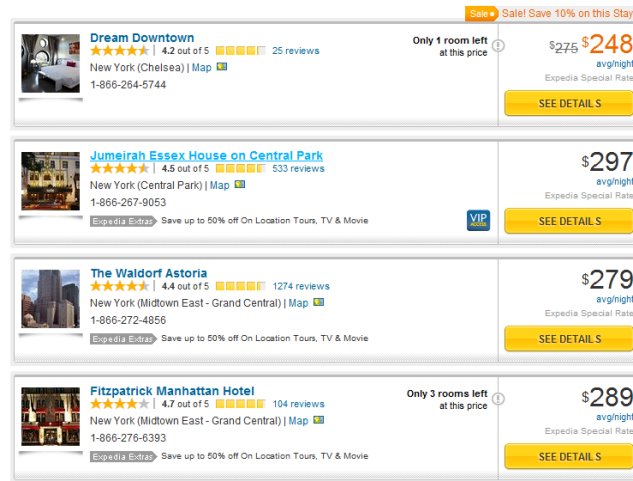 Sale Sale! Save 10% on this Stay
Dream Downtown
4.2 out of 5 25 reviews
New York (Chelsea) | Map
1-866-264-5744
Only 1 room left
at this price
$275 $248
avg/night
Expedia Special Rate
SEE DETAILS
Jumeirah Essex House on Central Park
4.5 out of 5 533 reviews
New York (Central Park) | Map
1-866-267-9053
Expedia Extras Save up to 50% off On Location Tours, TV & Movie
VIP
ACCESS
$297
avg/night
Expedia Special Rate
SEE DETAILS
The Waldorf Astoria
4.4 out of 5 1274 reviews
New York (Midtown East - Grand Central) | Map
1-866-272-4856
Expedia Extras Save up to 50% off On Location Tours, TV & Movie
$279
avg/night
Expedia Special Rate
SEE DETAILS
Fitzpatrick Manhattan Hotel
4.7 out of 5 104 reviews
New York (Midtown East - Grand Central) | Map
1-866-276-6393
Expedia Extras Save up to 50% off On Location Tours, TV & Movie
Only 3 rooms left
at this price
$289
avg/night
Expedia Special Rate
SEE DETAILS